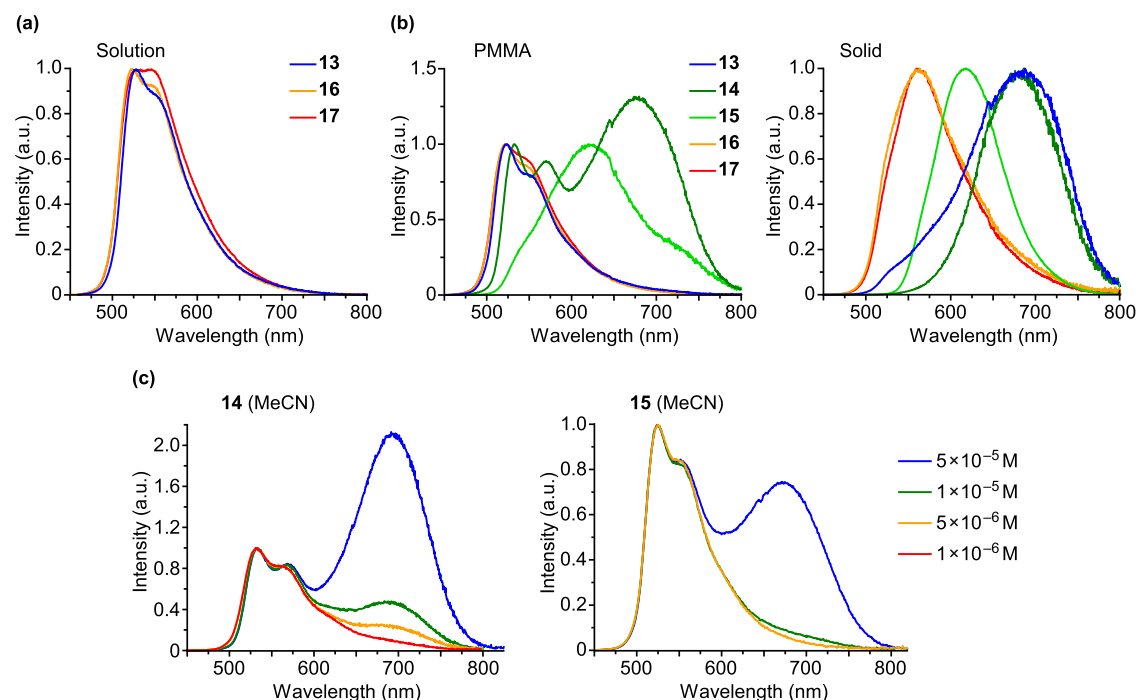 (a)
Solution
13
16
17
1.0
0.8
0.6
0.4
0.2
0
500
600
700
800
Intensity (a.u.)
Wavelength (nm)
(b)
PMMA
13
14
15
16
17
1.5
1.0
0.5
0
500
600
700
800
Intensity (a.u.)
Wavelength (nm)
Solid
1.0
0.8
0.6
0.4
0.2
0
500
600
700
800
Intensity (a.u.)
Wavelength (nm)
(c)
14 (MeCN)
2.0
1.6
1.2
0.8
0.4
0
500
600
700
800
Intensity (a.u.)
Wavelength (nm)
15 (MeCN)
1.0
0.8
0.6
0.4
0.2
0
500
600
700
800
Intensity (a.u.)
Wavelength (nm)
5×10⁻⁵ M
1×10⁻⁵ M
5×10⁻⁶ M
1×10⁻⁶ M